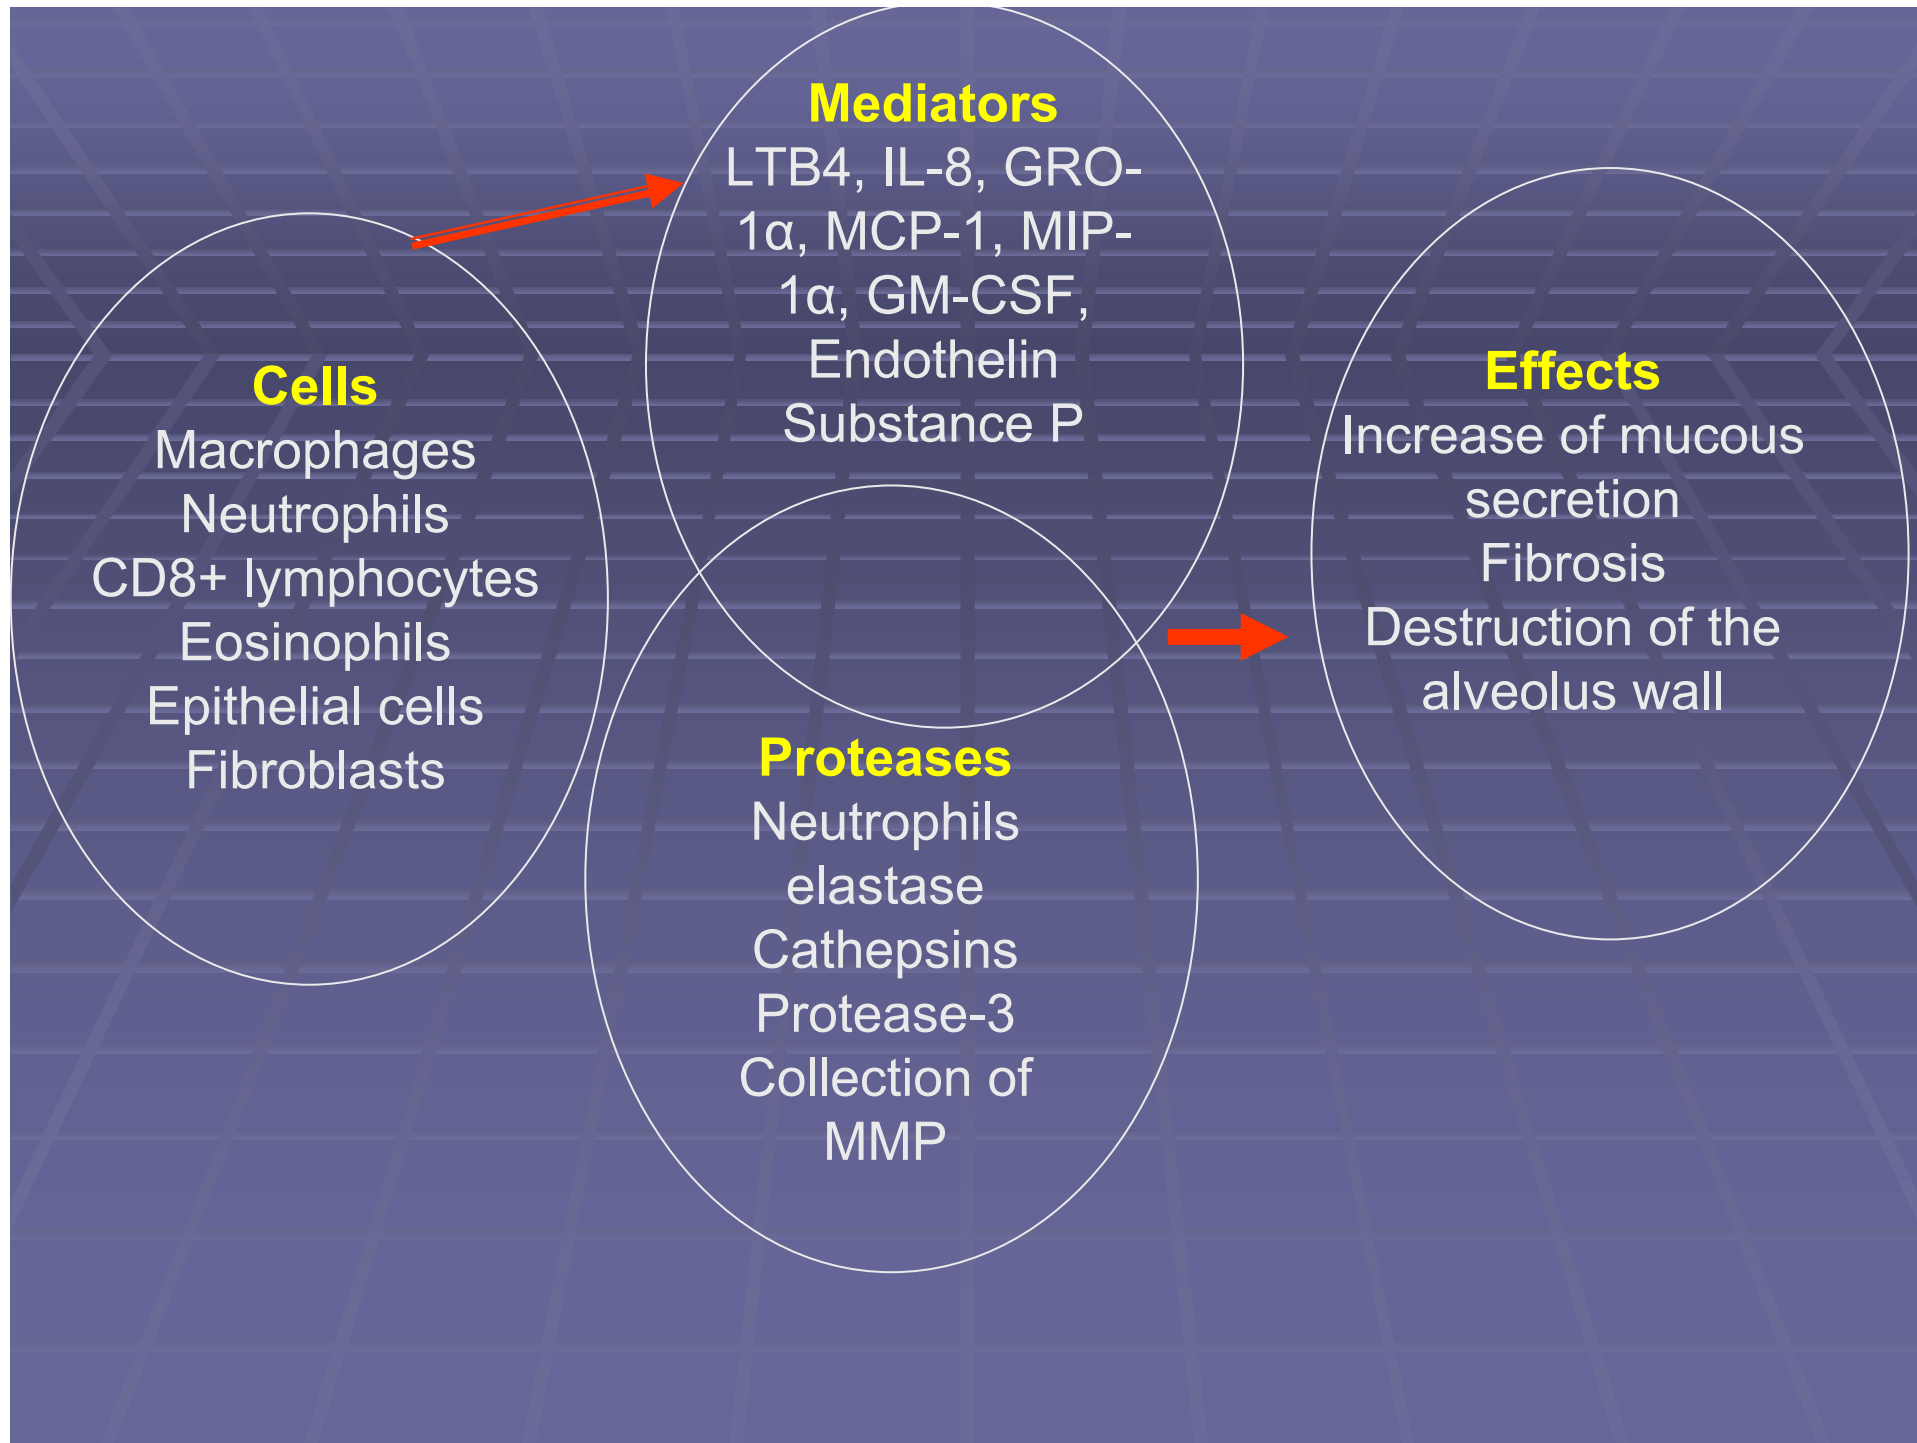 Mediators
LTB4, IL-8, GRO-
1α, MCP-1, MIP-
1α, GM-CSF,
Endothelin
Substance P
Cells
Macrophages
Neutrophils
CD8+ lymphocytes
Eosinophils
Epithelial cells
Fibroblasts
Proteases
Neutrophils
elastase
Cathepsins
Protease-3
Collection of
MMP
Effects
Increase of mucous
secretion
Fibrosis
Destruction of the
alveolus wall